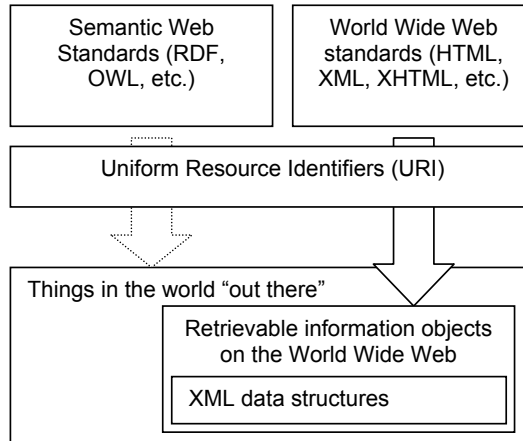 Semantic Web
Standards (RDF,
OWL, etc.)
World Wide Web
standards (HTML,
XML, XHTML, etc.)
Uniform Resource Identifiers (URI)
Things in the world “out there”
Retrievable information objects
on the World Wide Web
XML data structures